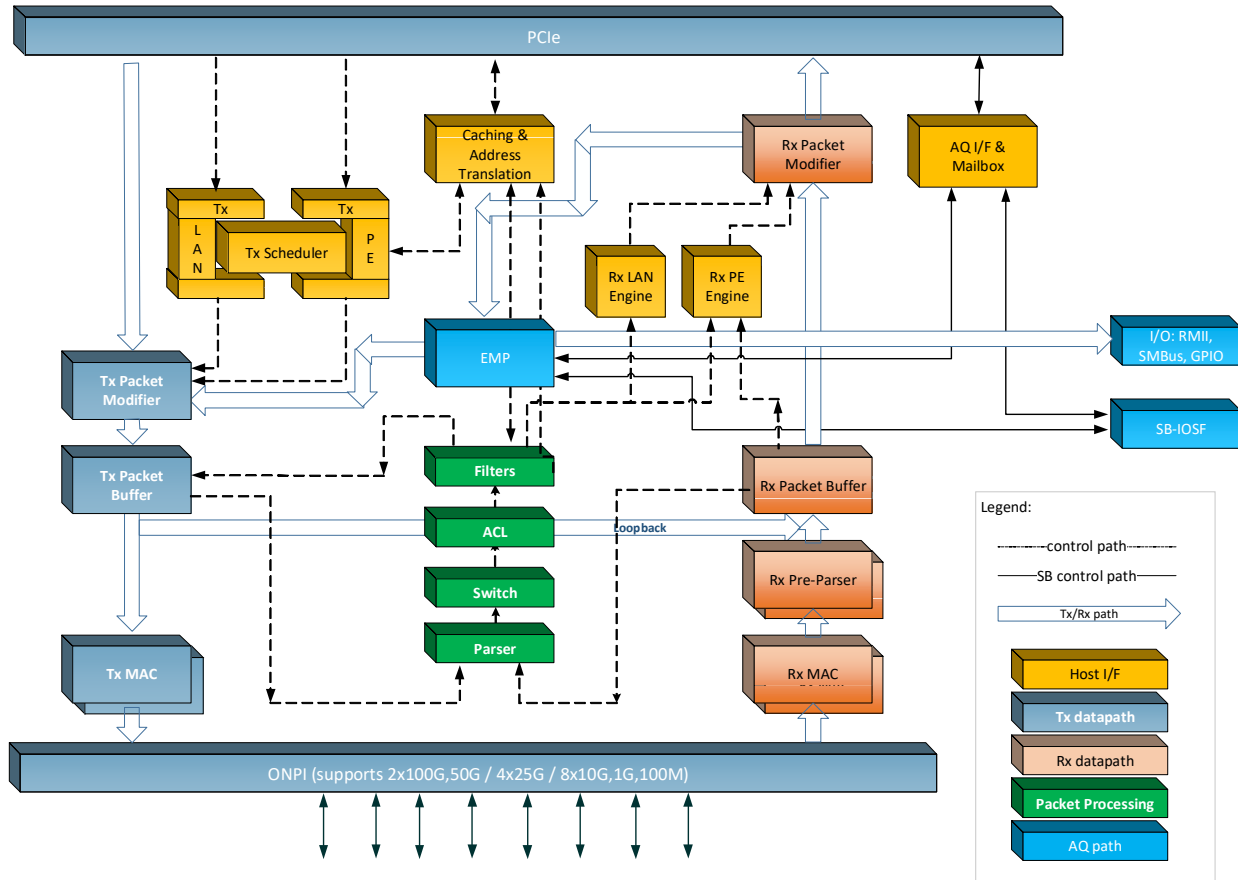 PCIe
Caching &
Address
Translation
Rx Packet
Modifier
AQ I/F &
Mailbox
Tx
Tx
L
A
N
Tx Scheduler
P
E
Rx LAN
Engine
Rx PE
Engine
EMP
I/O: RMII,
SMBus, GPIO
Tx Packet
Modifier
SB-IOSF
Tx Packet
Buffer
Filters
Rx Packet Buffer
ACL
Loopback
Rx Pre-Parser
Switch
Tx MAC
Parser
Rx MAC
ONPI (supports 2x100G,50G / 4x25G / 8x10G,1G,100M)
Legend:
control path
SB control path
Tx/Rx path
Host I/F
Tx datapath
Rx datapath
Packet Processing
AQ path